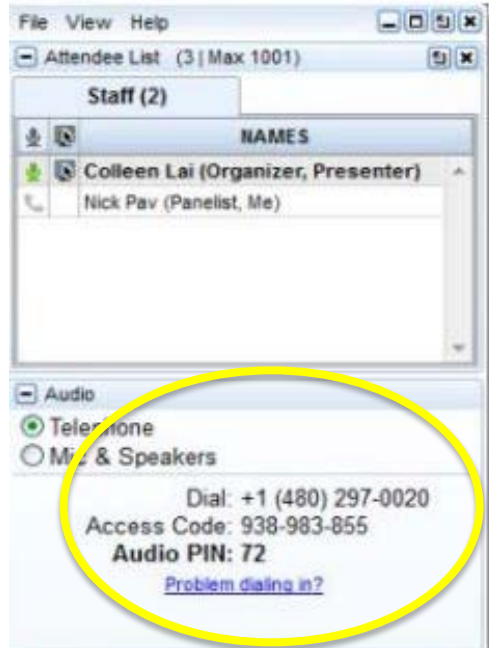 File View Help
Attendee List (3 | Max 1001)
Staff (2)
NAMES
Colleen Lai (Organizer, Presenter)
Nick Pav (Panelist, Me)
Audio
Telephone
Mic & Speakers
Dial: +1 (480) 297-0020
Access Code: 938-983-855
Audio PIN: 72
Problem dialing in?